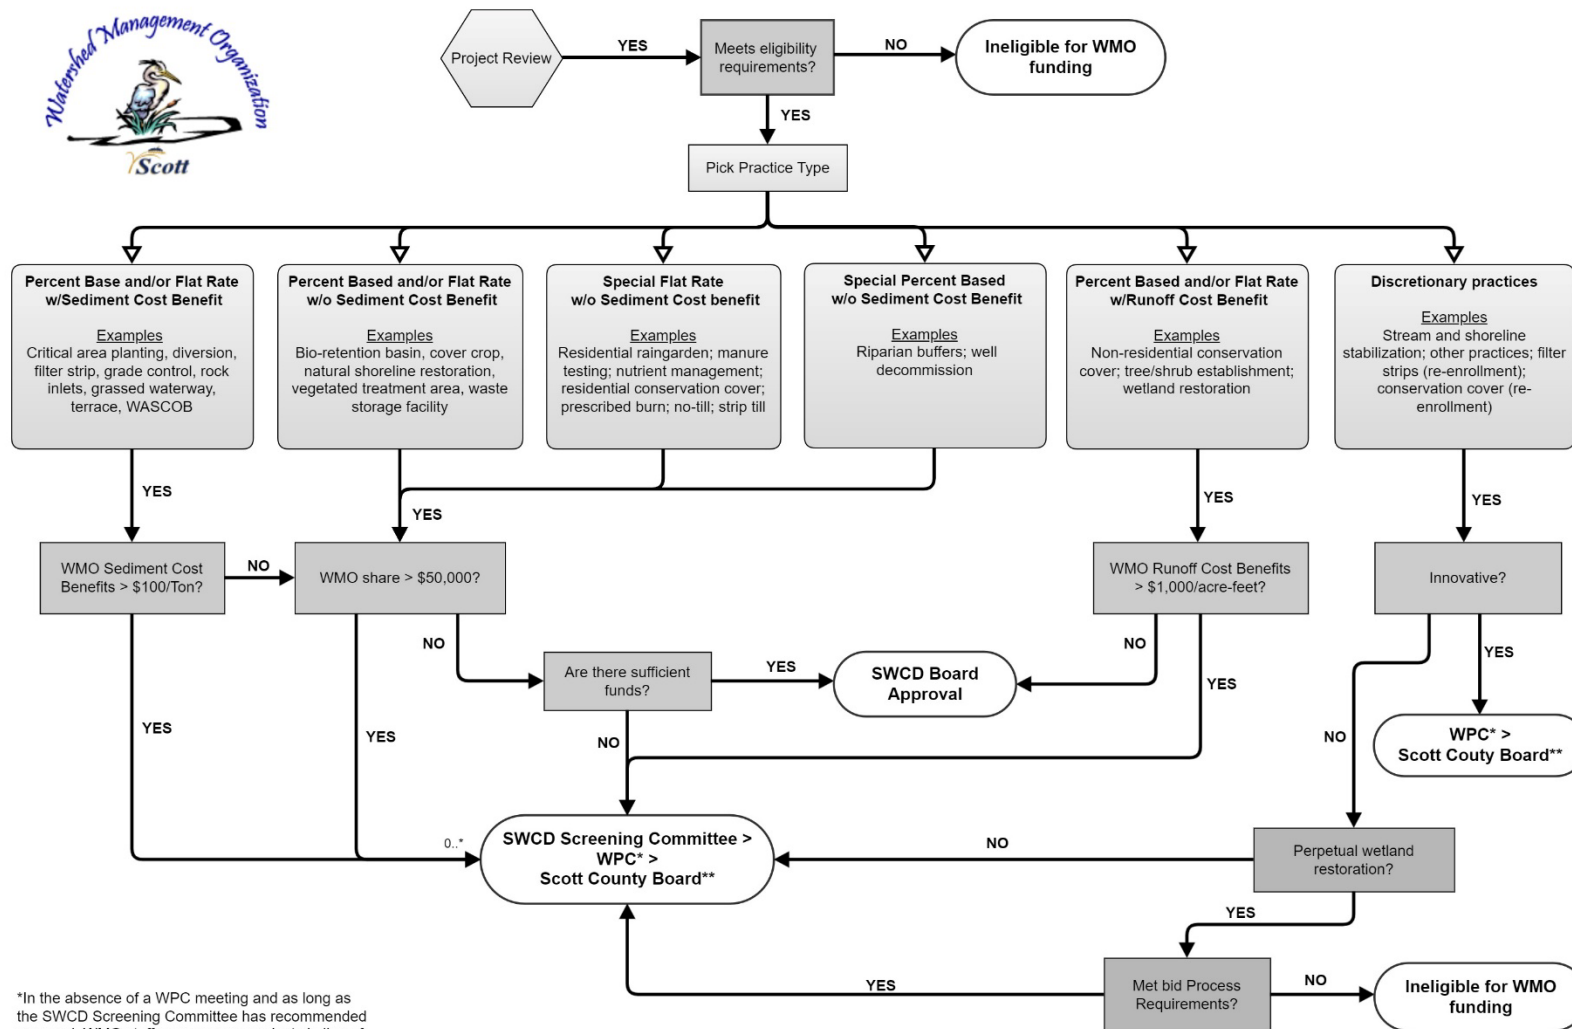 Watershed Management Organization
Scott
Project Review
YES
Meets eligibility
requirements?
NO
Ineligible for WMO
funding
YES
Pick Practice Type
Percent Base and/or Flat Rate
w/Sediment Cost Benefit
Examples
Critical area planting, diversion,
filter strip, grade control, rock
inlets, grassed waterway,
terrace, WASCOB
Percent Based and/or Flat Rate
w/o Sediment Cost Benefit
Examples
Bio-retention basin, cover crop,
natural shoreline restoration,
vegetated treatment area, waste
storage facility
Special Flat Rate
w/o Sediment Cost benefit
Examples
Residential raingarden; manure
testing; nutrient management;
residential conservation cover;
prescribed burn; no-till; strip till
Special Percent Based
w/o Sediment Cost Benefit
Examples
Riparian buffers; well
decommission
Percent Based and/or Flat Rate
w/Runoff Cost Benefit
Examples
Non-residential conservation
cover; tree/shrub establishment;
wetland restoration
Discretionary practices
Examples
Stream and shoreline
stabilization; other practices; filter
strips (re-enrollment);
conservation cover (re-
enrollment)
YES
YES
YES
YES
WMO Sediment Cost
Benefits > $100/Ton?
NO
WMO share > $50,000?
WMO Runoff Cost Benefits
> $1,000/acre-feet?
Innovative?
NO
Are there sufficient
funds?
YES
SWCD Board
Approval
NO
YES
YES
YES
YES
NO
NO
WPC* >
Scott Couty Board**
0..*
SWCD Screening Committee >
WPC* >
Scott County Board**
NO
Perpetual wetland
restoration?
YES
YES
Met bid Process
Requirements?
NO
Ineligible for WMO
funding
*In the absence of a WPC meeting and as long as
the SWCD Screening Committee has recommended